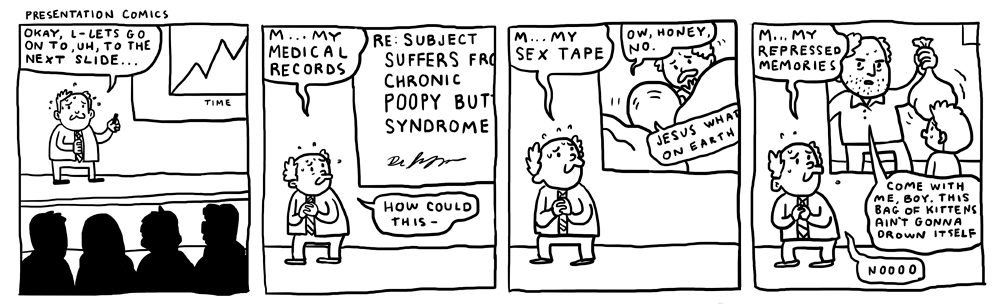 PRESENTATION COMICS
OKAY, L-LETS GO
ON TO, UH, TO THE
NEXT SLIDE...
TIME
M... MY
MEDICAL
RECORDS
RE: SUBJECT
SUFFERS FRO
CHRONIC
POOPY BUT
SYNDROME
HOW COULD
THIS-
M... MY
SEX TAPE
OW, HONEY,
NO.
JESUS WHAT
ON EARTH
M... MY
REPRESSED
MEMORIES
COME WITH
ME, BOY. THIS
BAG OF KITTENS
AIN'T GONNA
DROWN ITSELF
NOOOO